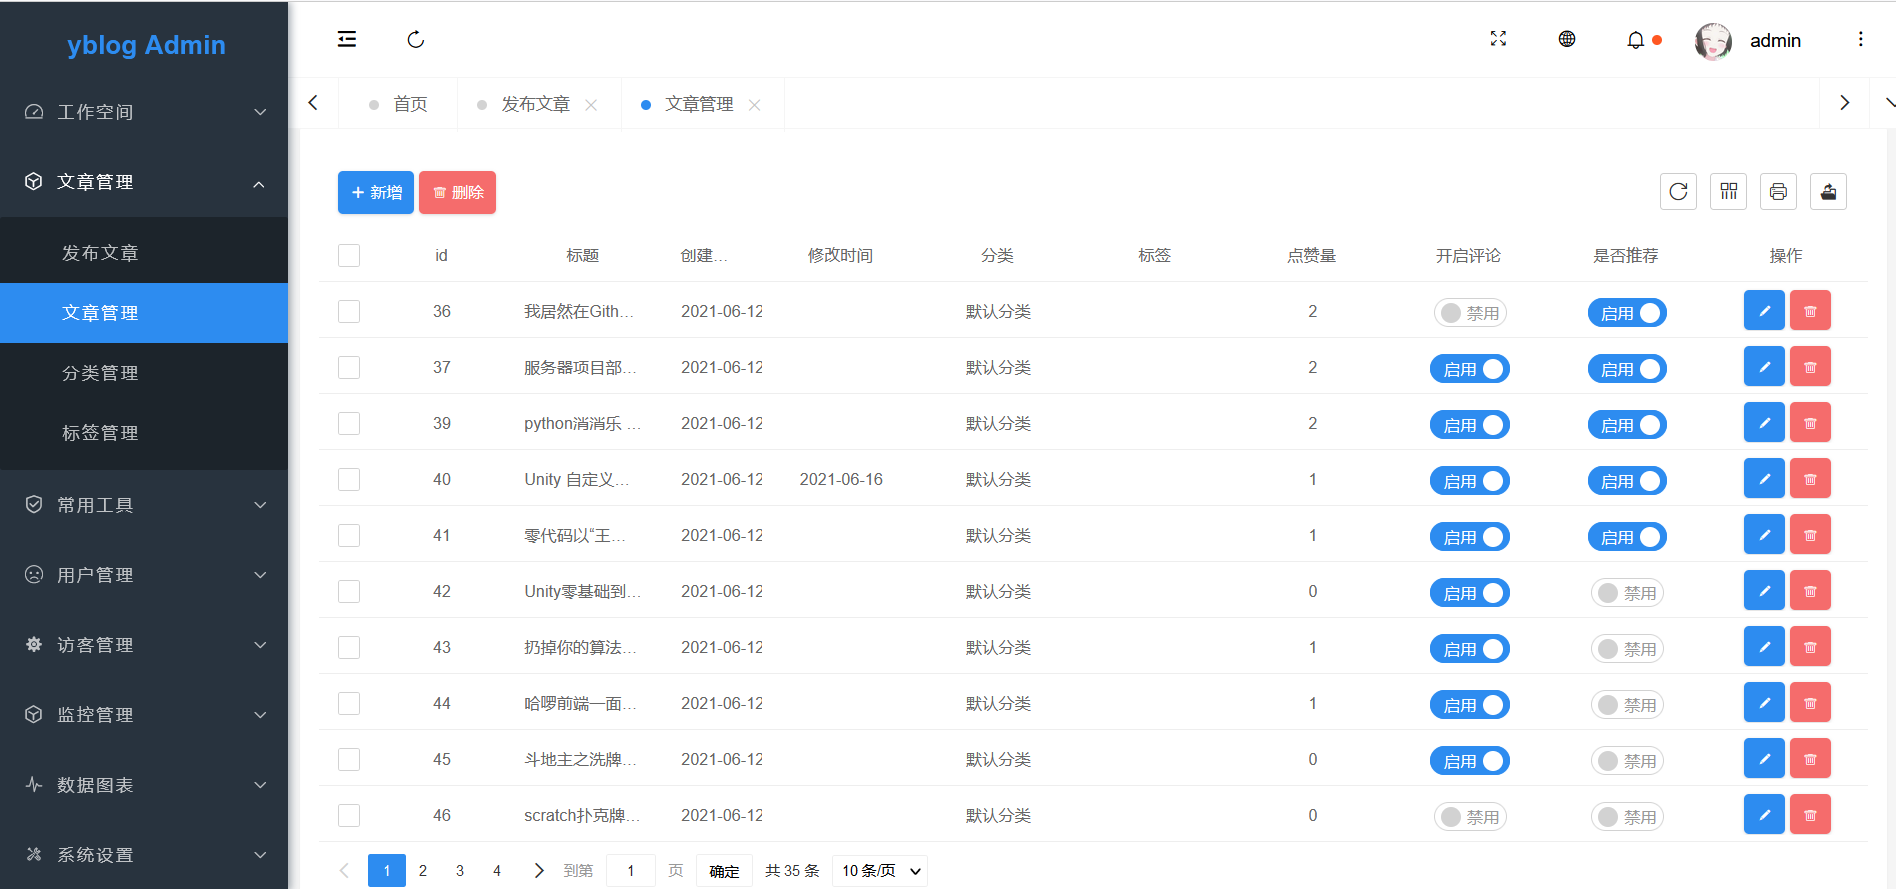 yblog Admin
工作空间
文章管理
发布文章
文章管理
分类管理
标签管理
常用工具
用户管理
访客管理
监控管理
数据图表
系统设置
admin
首页 发布文章 文章管理
新增 删除
id 标题 创建... 修改时间 分类 标签 点赞量 开启评论 是否推荐 操作
36 我居然在Gith... 2021-06-12 默认分类 2 禁用 启用
37 服务器项目部... 2021-06-12 默认分类 2 启用 启用
39 python消消乐 ... 2021-06-12 默认分类 2 启用 启用
40 Unity 自定义... 2021-06-12 2021-06-16 默认分类 1 启用 启用
41 零代码以“王... 2021-06-12 默认分类 1 启用 启用
42 Unity零基础到... 2021-06-12 默认分类 0 启用 禁用
43 扔掉你的算法... 2021-06-12 默认分类 1 启用 禁用
44 哈啰前端一面... 2021-06-12 默认分类 1 启用 禁用
45 斗地主之洗牌... 2021-06-12 默认分类 0 启用 禁用
46 scratch扑克牌... 2021-06-12 默认分类 0 禁用 禁用
1 2 3 4 到第 1 页 确定 共 35 条 10 条/页